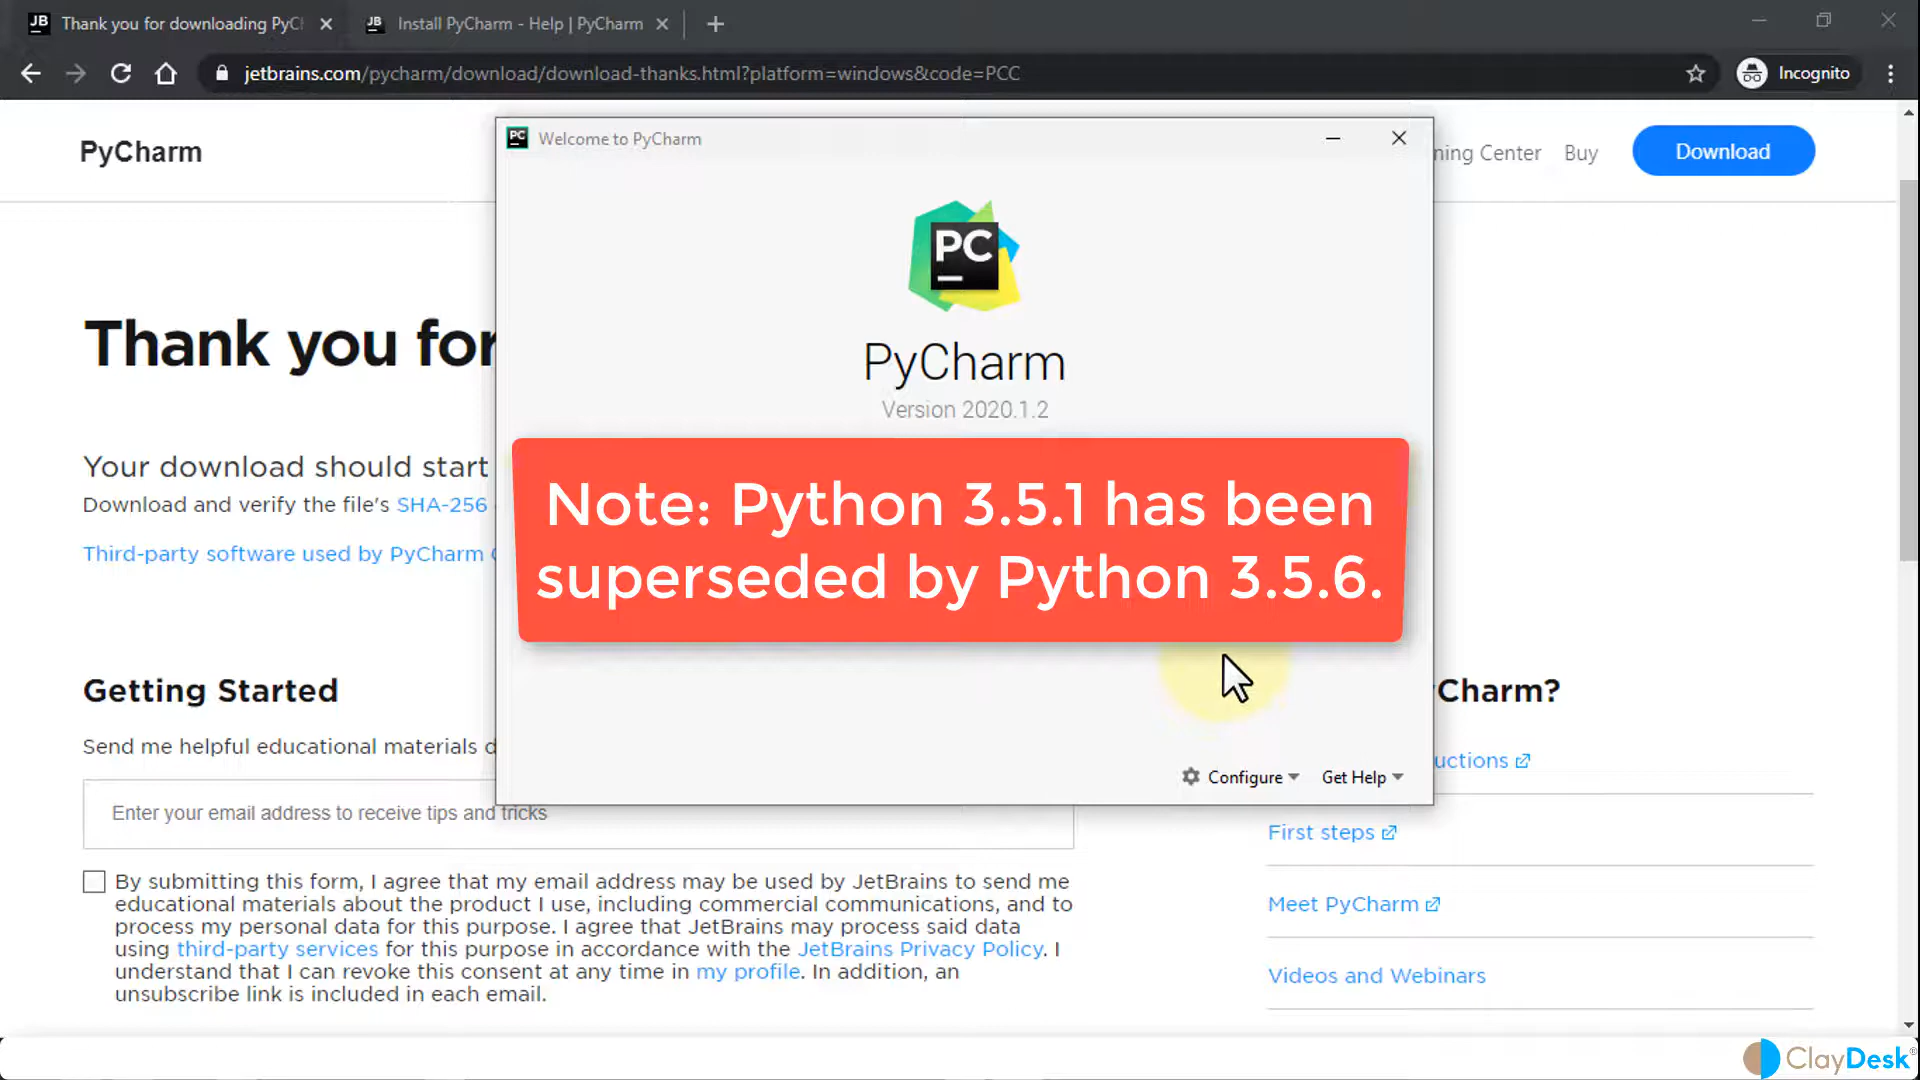 JB Thank you for downloading PyC
JB Install PyCharm - Help | PyCharm
jetbrains.com/pycharm/download/download-thanks.html?platform=windows&code=PCC
Incognito
PyCharm
PC Welcome to PyCharm
ning Center
Buy
Download
PC
PyCharm
Version 2020.1.2
Thank you for
Your download should start
Download and verify the file's SHA-256
Third-party software used by PyCharm
Note: Python 3.5.1 has been
superseded by Python 3.5.6.
Getting Started
Send me helpful educational materials
Configure
Get Help
Enter your email address to receive tips and tricks
By submitting this form, I agree that my email address may be used by JetBrains to send me
educational materials about the product I use, including commercial communications, and to
process my personal data for this purpose. I agree that JetBrains may process said data
using third-party services for this purpose in accordance with the JetBrains Privacy Policy. I
understand that I can revoke this consent at any time in my profile. In addition, an
unsubscribe link is included in each email.
yCharm?
uctions
First steps
Meet PyCharm
Videos and Webinars
ClayDesk®